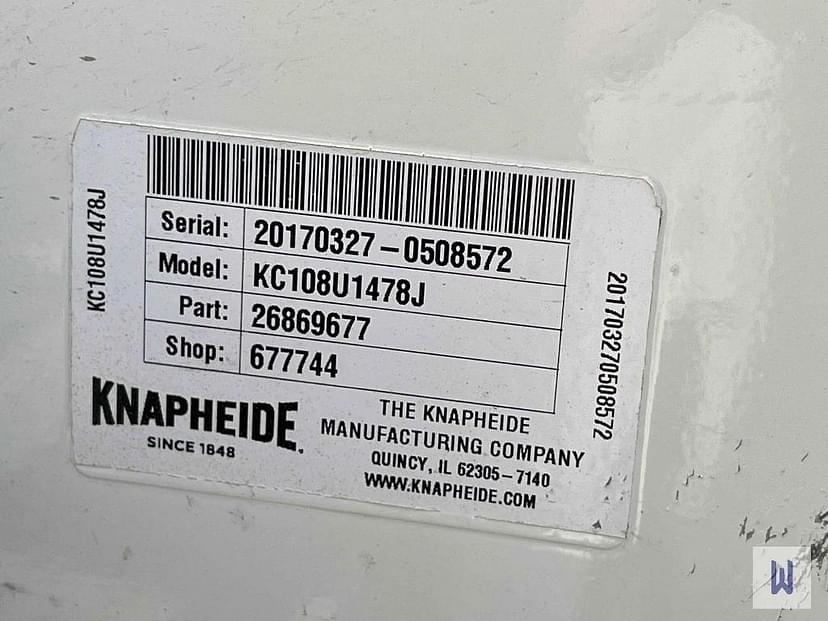 KC108U1478J
Serial: 20170327-0508572
Model: KC108U1478J
Part: 26869677
Shop: 677744
201703270508572
KNAPHEIDE
SINCE 1848
THE KNAPHEIDE
MANUFACTURING COMPANY
QUINCY, IL 62305-7140
WWW.KNAPHEIDE.COM
W